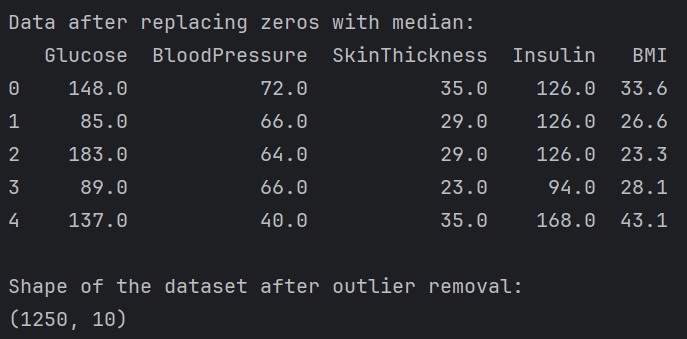 Data after replacing zeros with median:
   Glucose  BloodPressure  SkinThickness  Insulin   BMI
0    148.0           72.0           35.0    126.0  33.6
1     85.0           66.0           29.0    126.0  26.6
2    183.0           64.0           29.0    126.0  23.3
3     89.0           66.0           23.0     94.0  28.1
4    137.0           40.0           35.0    168.0  43.1
Shape of the dataset after outlier removal:
(1250, 10)